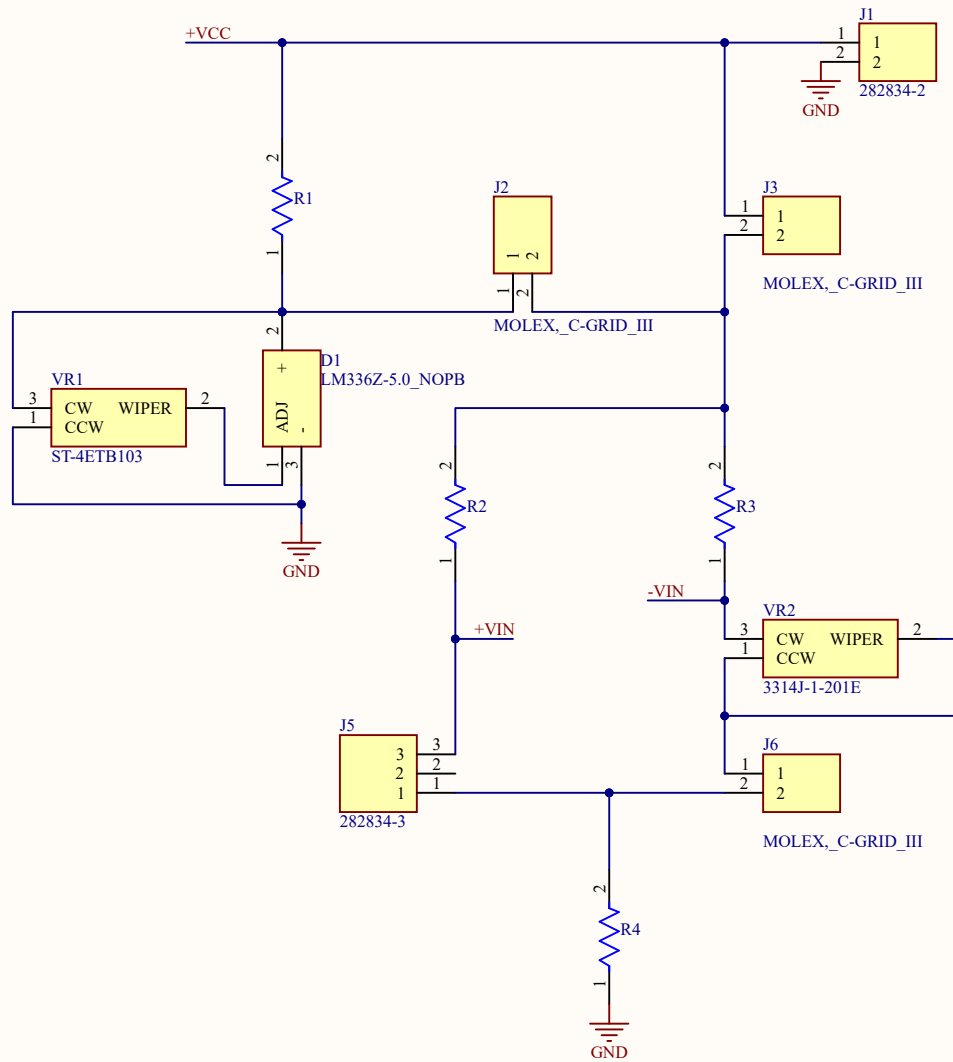 J1
+VCC
1 1
2 2
282834-2
GND
2
R1
1
J2
1 2
1 2
MOLEX,_C-GRID_III
J3
1 1
2 2
MOLEX,_C-GRID_III
2
D1
LM336Z-5.0_NOPB
+
ADJ -
1 3
GND
VR1
3 CW WIPER 2
1 CCW
ST-4ETB103
2
R2
1
2
R3
1
-VIN
+VIN
VR2
3 CW WIPER 2
1 CCW
3314J-1-201E
J5
3 3
2 2
1 1
282834-3
J6
1 1
2 2
MOLEX,_C-GRID_III
2
R4
1
GND